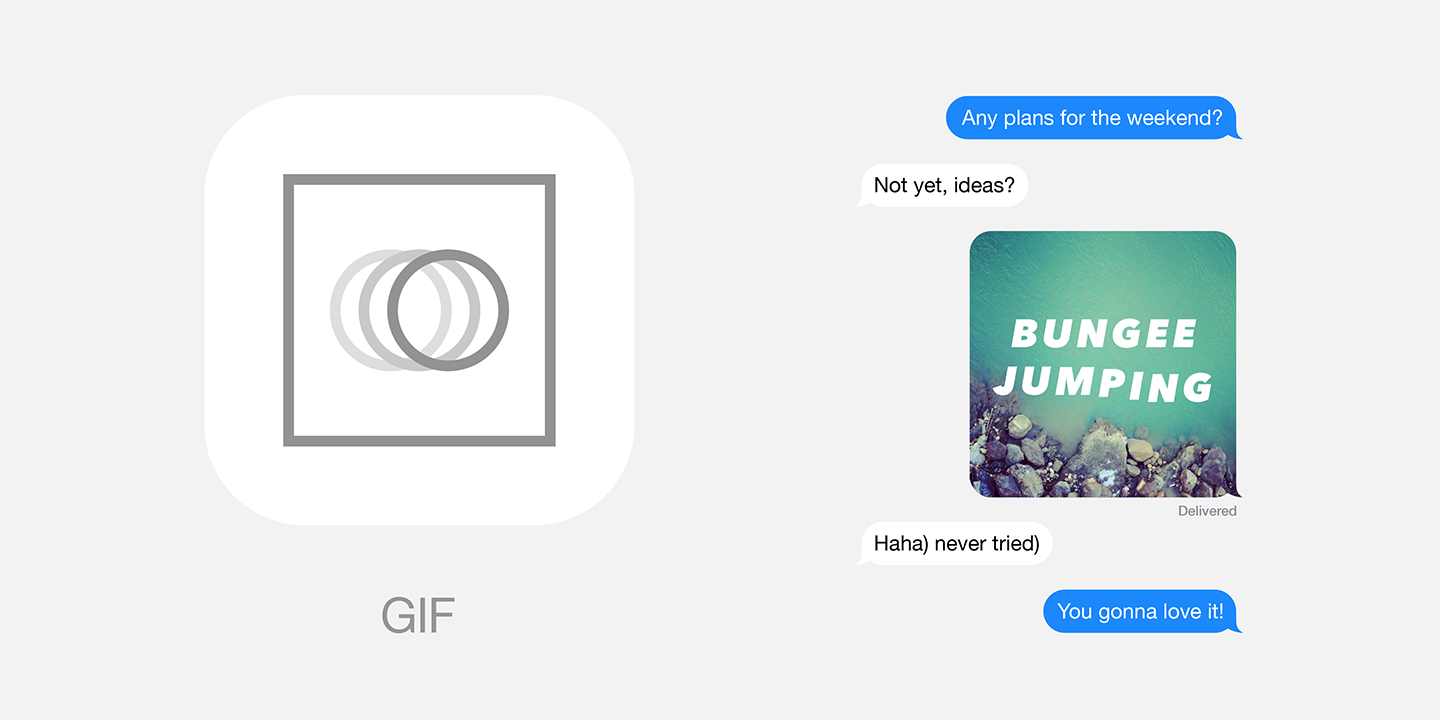 GIF
Any plans for the weekend?
Not yet, ideas?
BUNGEE
JUMPING
Delivered
Haha) never tried)
You gonna love it!